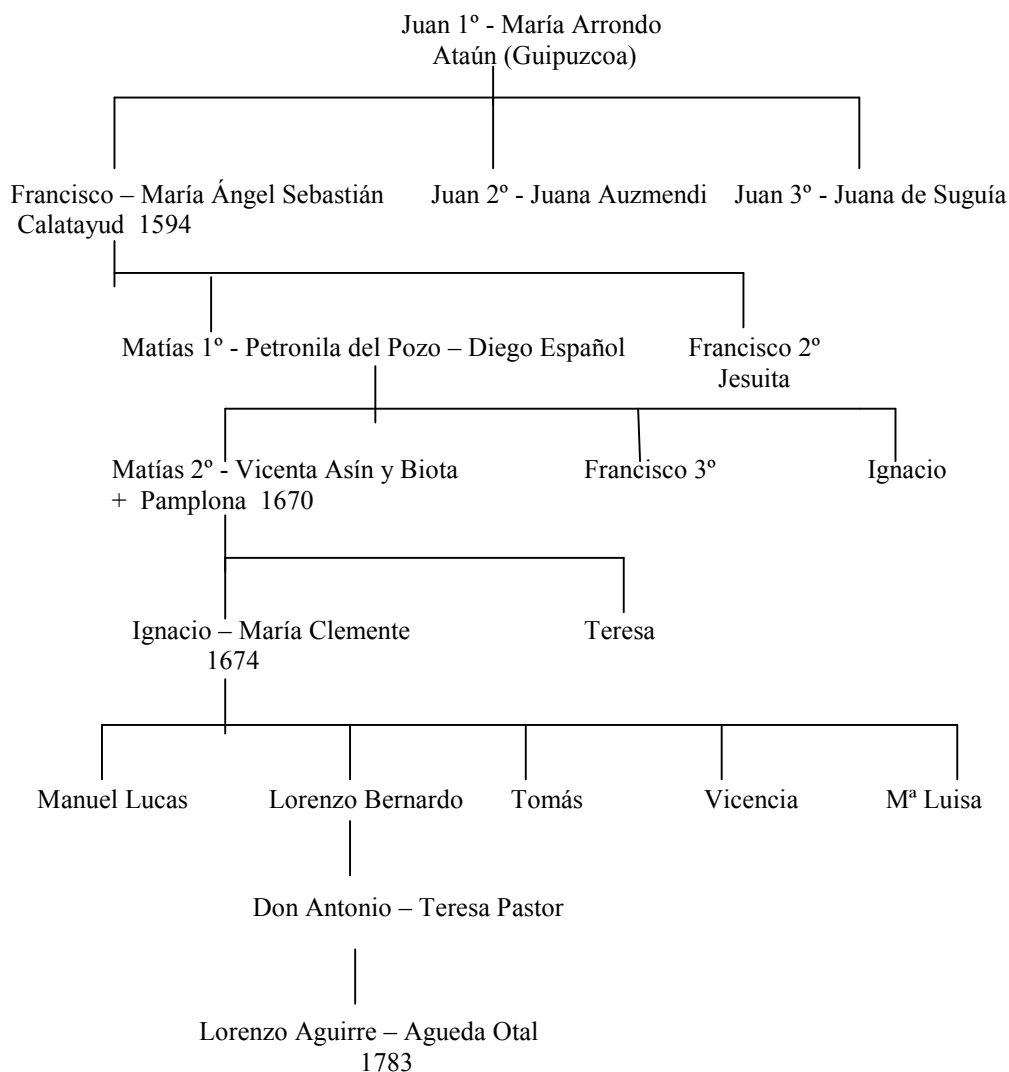 Juan 1º - María Arrondo
Ataún (Guipuzcoa)
Francisco – María Ángel Sebastián
Calatayud 1594
Juan 2º - Juana Auzmendi
Juan 3º - Juana de Suguía
Matías 1º - Petronila del Pozo – Diego Español
Francisco 2º
Jesuita
Matías 2º - Vicenta Asín y Biota
+ Pamplona 1670
Francisco 3º
Ignacio
Ignacio – María Clemente
1674
Teresa
Manuel Lucas
Lorenzo Bernardo
Tomás
Vicencia
Mª Luisa
Don Antonio – Teresa Pastor
Lorenzo Aguirre – Agueda Otal
1783